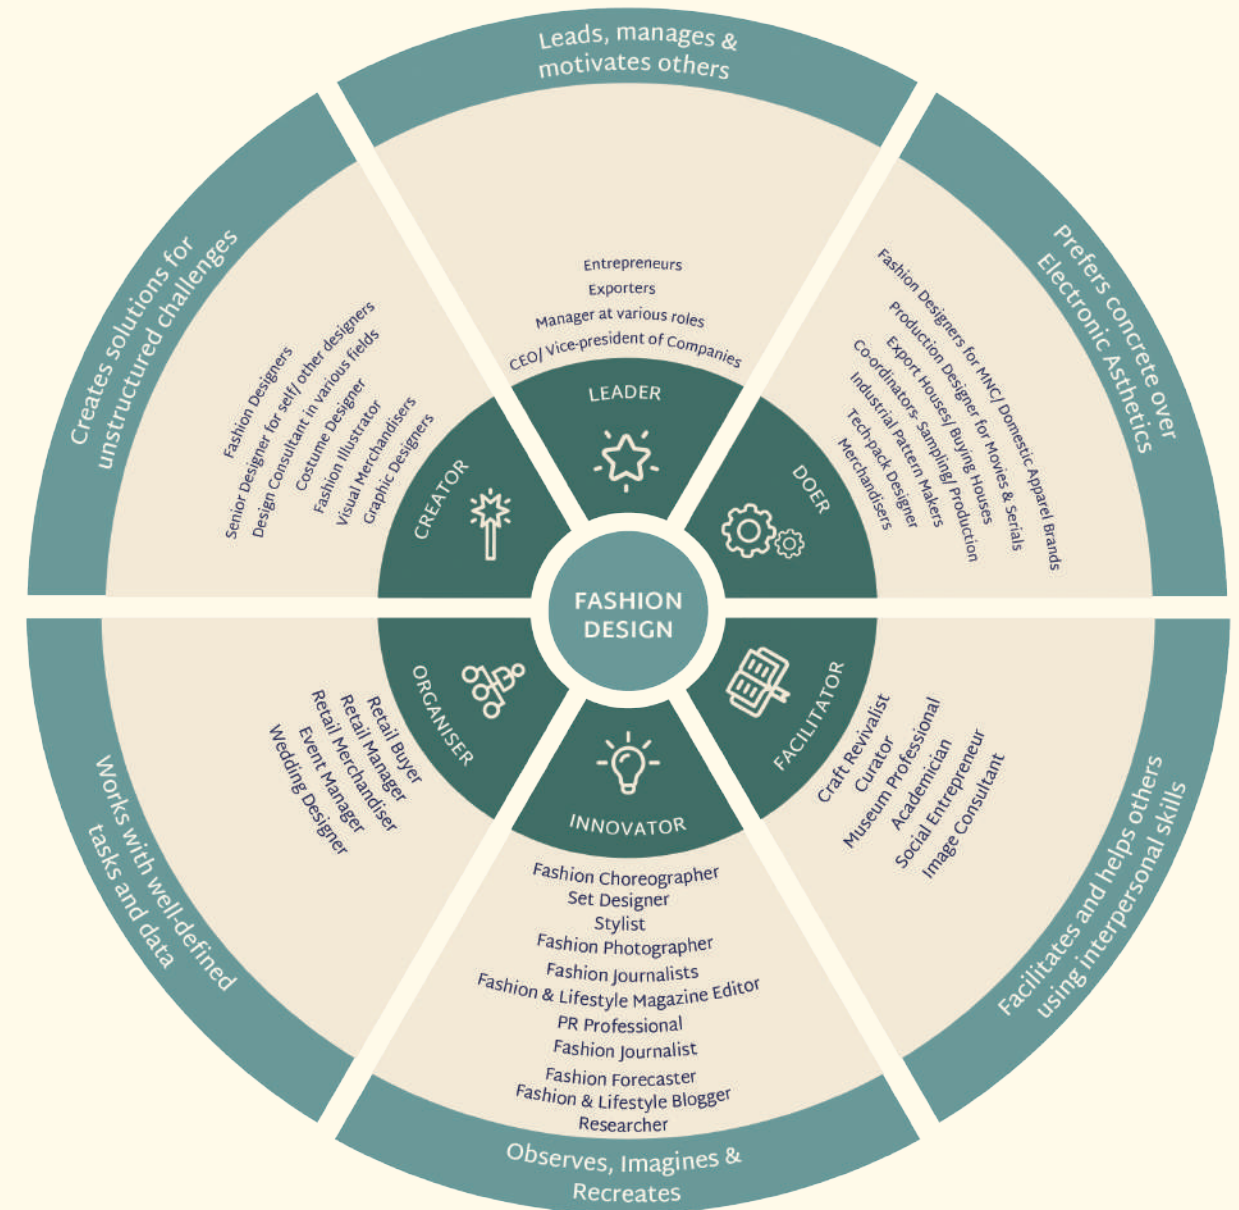 Leads, manages &
motivates others
Entrepreneurs
Exporters
Manager at various roles
CEO/ Vice-president of Companies
LEADER
Prefers concrete over
Electronic Asthetics
Fashion Designers for MNC/ Domestic Apparel Brands
Production Designer for Movies & Serials
Export Houses/ Buying Houses
Co-ordinators- Sampling/ Production
Industrial Pattern Makers
Tech-pack Designer
Merchandisers
DOER
Facilitates and helps others
using interpersonal skills
FACILITATOR
Craft Revivalist
Curator
Museum Professional
Academician
Social Entrepreneur
Image Consultant
INNOVATOR
Fashion Choreographer
Set Designer
Stylist
Fashion Photographer
Fashion Journalists
Fashion & Lifestyle Magazine Editor
PR Professional
Fashion Journalist
Fashion Forecaster
Fashion & Lifestyle Blogger
Researcher
Observes, Imagines &
Recreates
ORGANISER
Retail Buyer
Retail Manager
Retail Merchandiser
Event Manager
Wedding Designer
Works with well-defined
tasks and data
Creates solutions for
unstructured challenges
Fashion Designers
Senior Designer for self/ other designers
Design Consultant in various fields
Costume Designer
Fashion Illustrator
Visual Merchandisers
Graphic Designers
CREATOR
FASHION
DESIGN